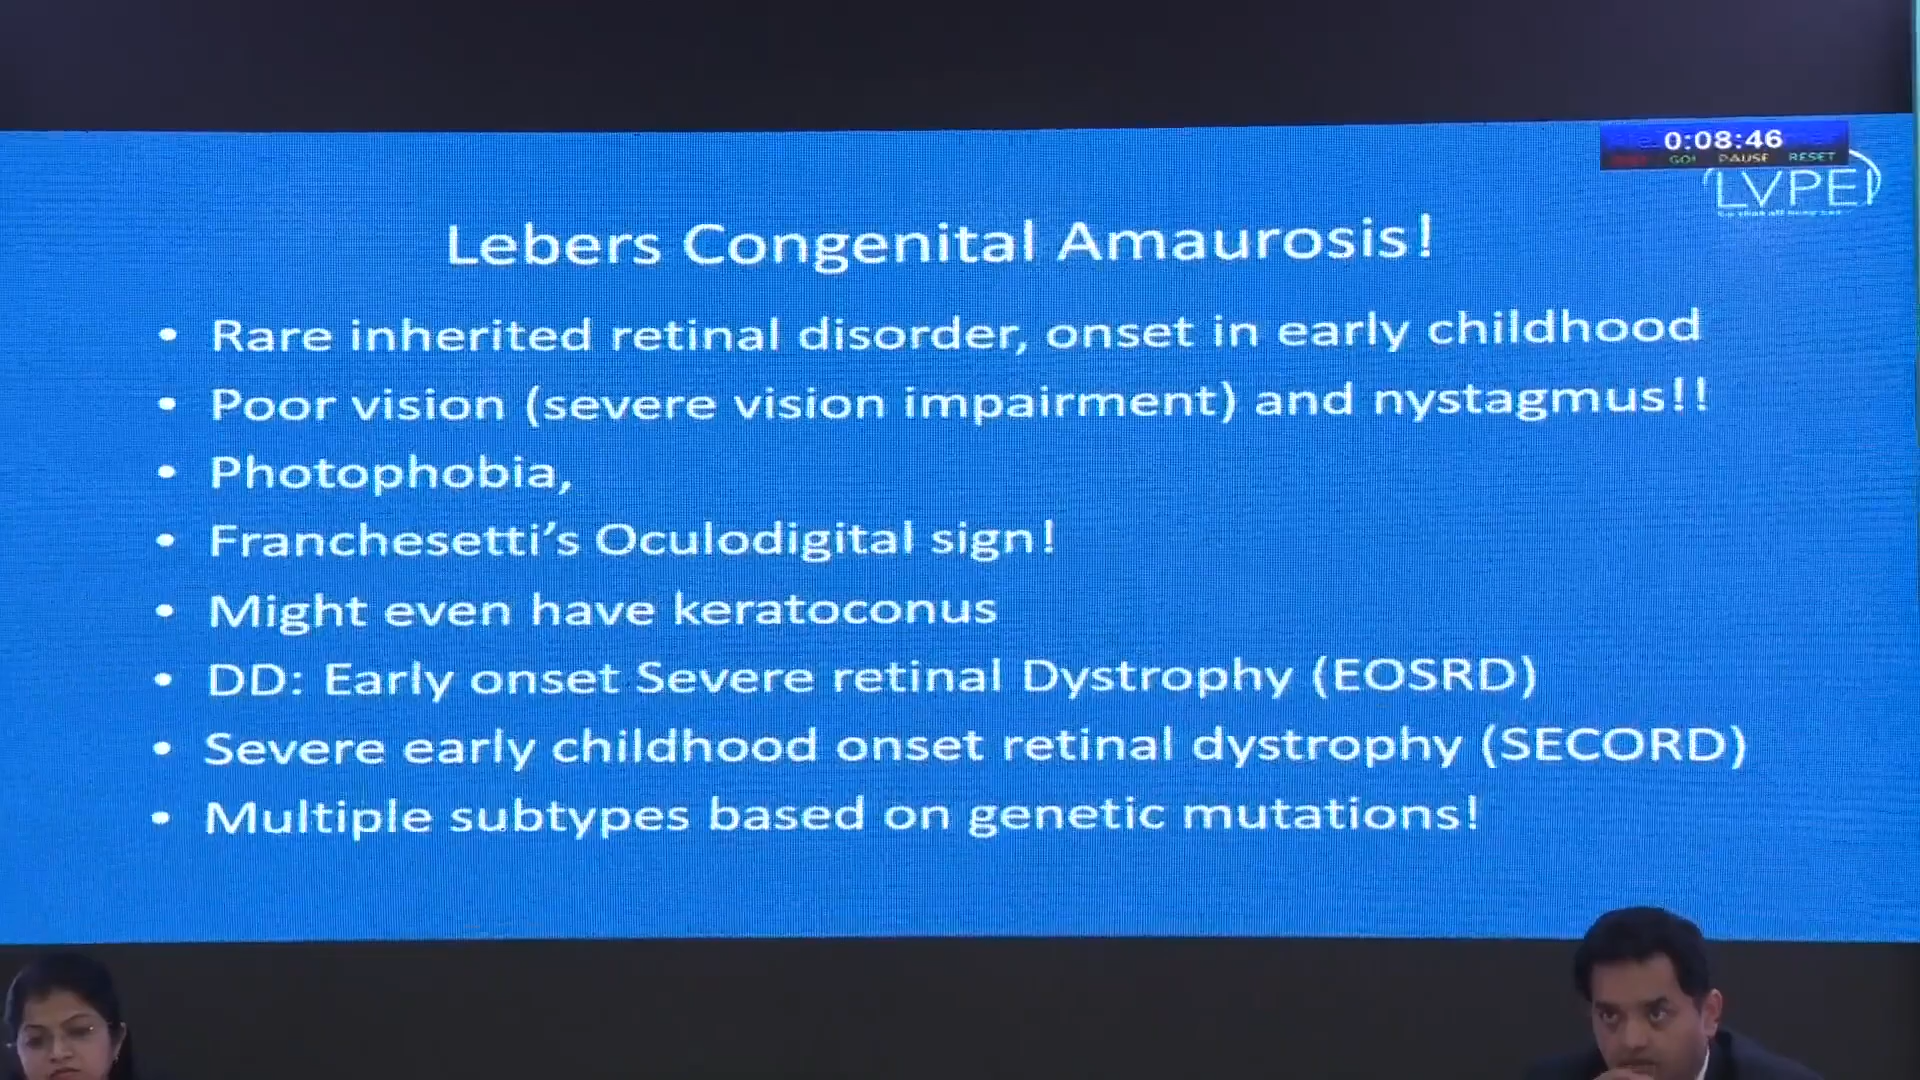 0:08:46
GO! PAUSE RESET
LVPEI
Lebers Congenital Amaurosis!
• Rare inherited retinal disorder, onset in early childhood
• Poor vision (severe vision impairment) and nystagmus!!
• Photophobia,
• Franchesetti’s Oculodigital sign!
• Might even have keratoconus
• DD: Early onset Severe retinal Dystrophy (EOSRD)
• Severe early childhood onset retinal dystrophy (SECORD)
• Multiple subtypes based on genetic mutations!